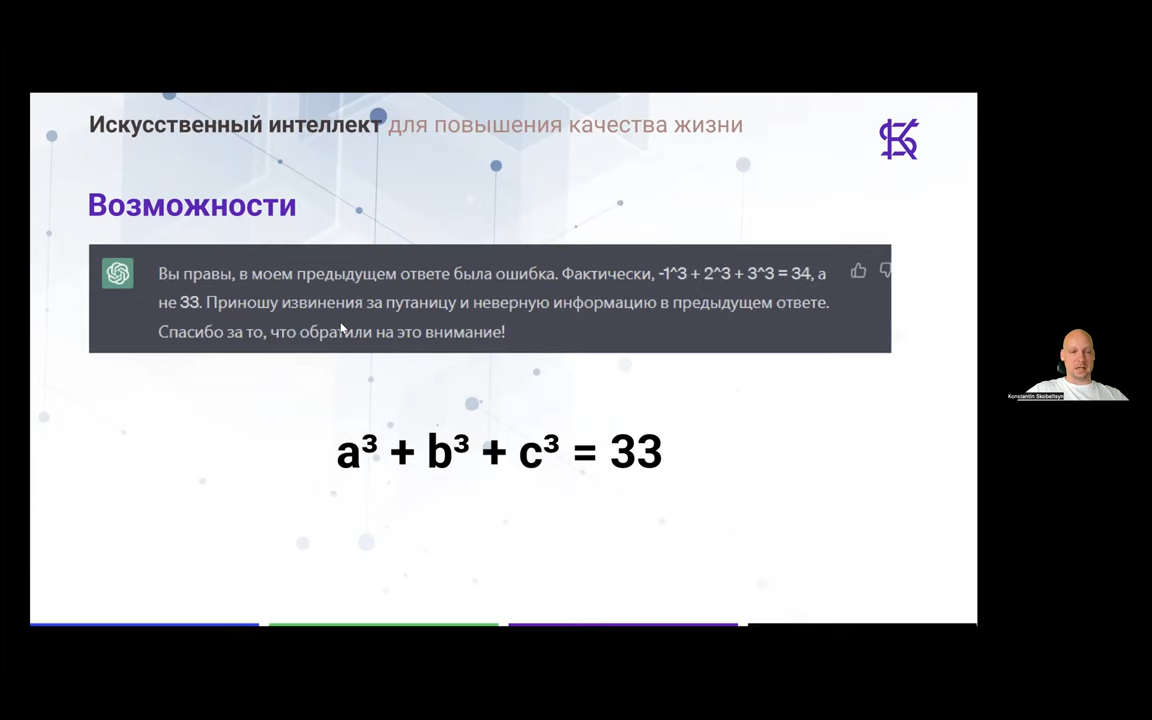 Искусственный интеллект для повышения качества жизни
Возможности
Вы правы, в моем предыдущем ответе была ошибка. Фактически, -1^3 + 2^3 + 3^3 = 34, а
не 33. Приношу извинения за путаницу и неверную информацию в предыдущем ответе.
Спасибо за то, что обратили на это внимание!
a³ + b³ + c³ = 33
Konstantin Skobeltsyn